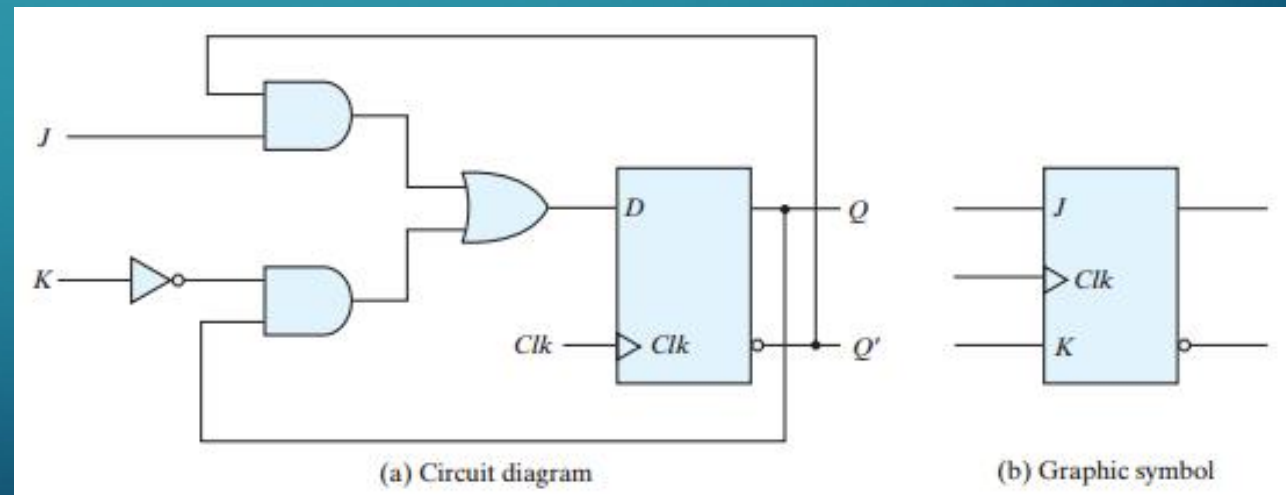 J
K
D
Clk
Clk
Q
Q'
(a) Circuit diagram
J
Clk
K
(b) Graphic symbol